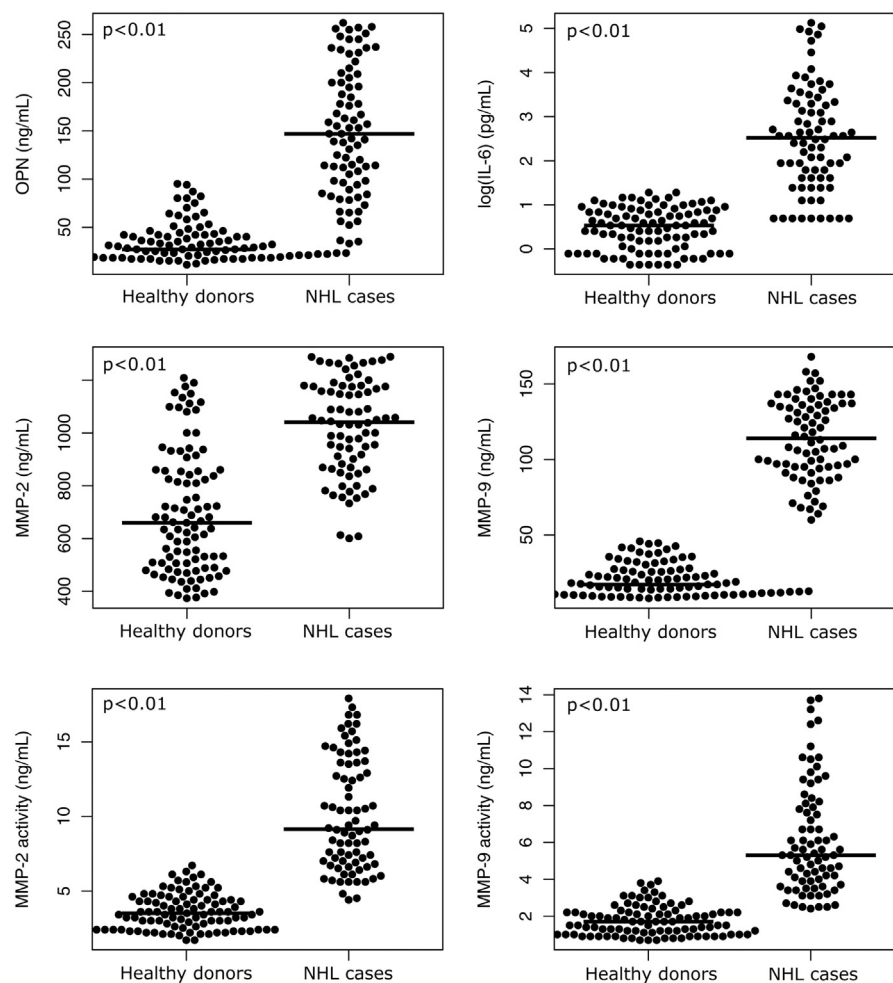 p<0.01
OPN (ng/mL)
250
200
150
100
50
Healthy donors
NHL cases
p<0.01
log(IL-6) (pg/mL)
5
4
3
2
1
0
Healthy donors
NHL cases
p<0.01
MMP-2 (ng/mL)
1000
800
600
400
Healthy donors
NHL cases
p<0.01
MMP-9 (ng/mL)
150
100
50
Healthy donors
NHL cases
p<0.01
MMP-2 activity (ng/mL)
15
10
5
Healthy donors
NHL cases
p<0.01
MMP-9 activity (ng/mL)
14
12
10
8
6
4
2
Healthy donors
NHL cases